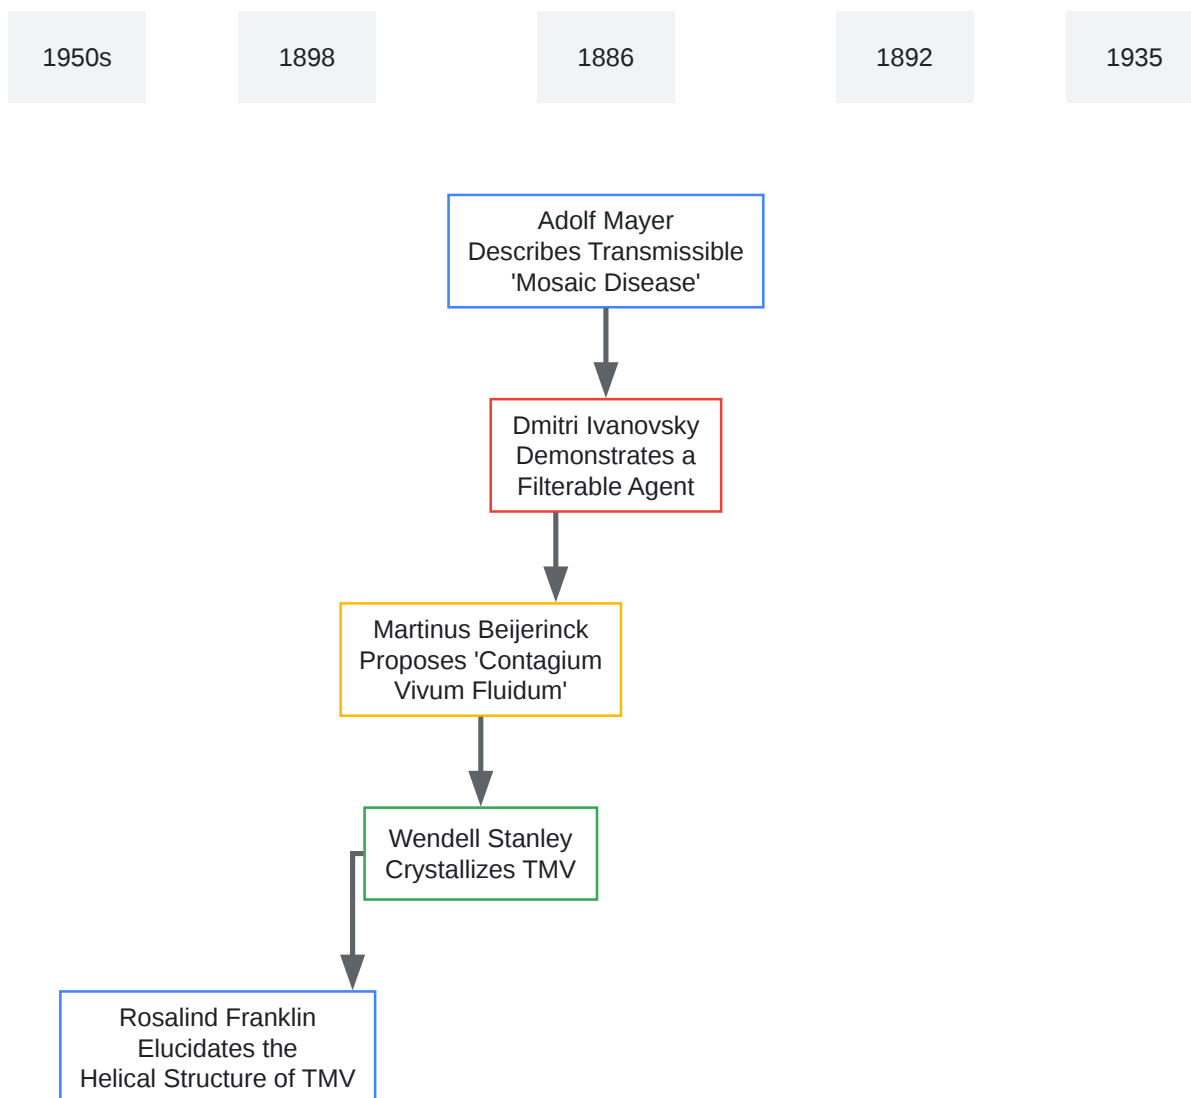 1950s
1898
1886
1892
1935
Adolf Mayer
Describes Transmissible
'Mosaic Disease'
Dmitri Ivanovsky
Demonstrates a
Filterable Agent
Martinus Beijerinck
Proposes 'Contagium
Vivum Fluidum'
Wendell Stanley
Crystallizes TMV
Rosalind Franklin
Elucidates the
Helical Structure of TMV